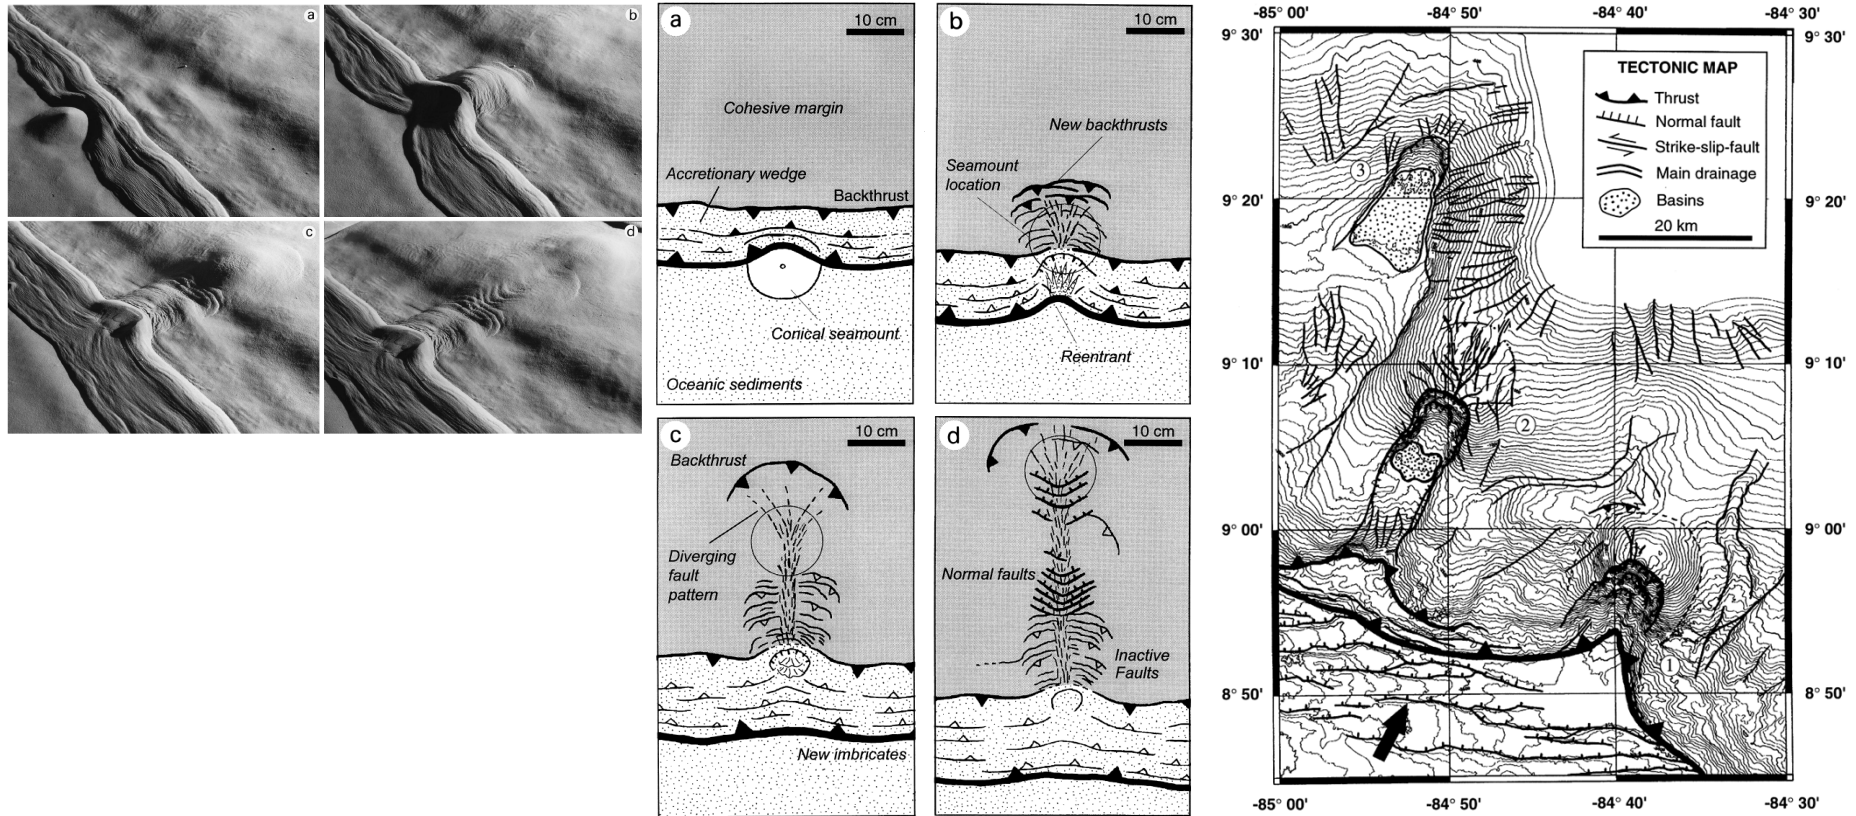 a
b
c
d
a
10 cm
Cohesive margin
Accretionary wedge
Backthrust
Conical seamount
Oceanic sediments
b
10 cm
New backthrusts
Seamount
location
Reentrant
c
10 cm
Backthrust
Diverging
fault
pattern
New imbricates
d
10 cm
Normal faults
Inactive
Faults
-85° 00'
-84° 50'
-84° 40'
-84° 30'
9° 30'
9° 30'
TECTONIC MAP
Thrust
Normal fault
Strike-slip-fault
Main drainage
Basins
20 km
3
9° 20'
9° 20'
9° 10'
9° 10'
2
9° 00'
9° 00'
1
8° 50'
8° 50'
-85° 00'
-84° 50'
-84° 40'
-84° 30'